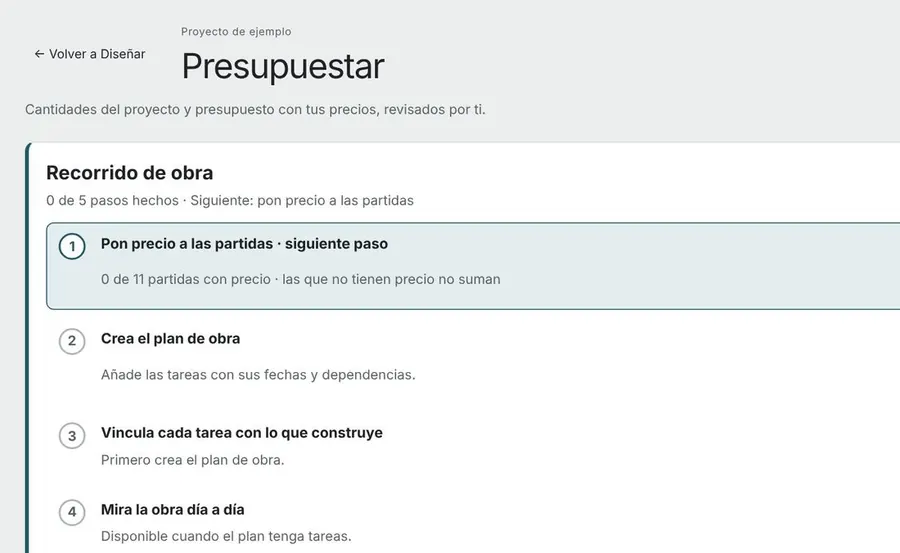 Proyecto de ejemplo
← Volver a Diseñar
Presupuestar
Cantidades del proyecto y presupuesto con tus precios, revisados por ti.
Recorrido de obra
0 de 5 pasos hechos · Siguiente: pon precio a las partidas
1
Pon precio a las partidas · siguiente paso
0 de 11 partidas con precio · las que no tienen precio no suman
2
Crea el plan de obra
Añade las tareas con sus fechas y dependencias.
3
Vincula cada tarea con lo que construye
Primero crea el plan de obra.
4
Mira la obra día a día
Disponible cuando el plan tenga tareas.